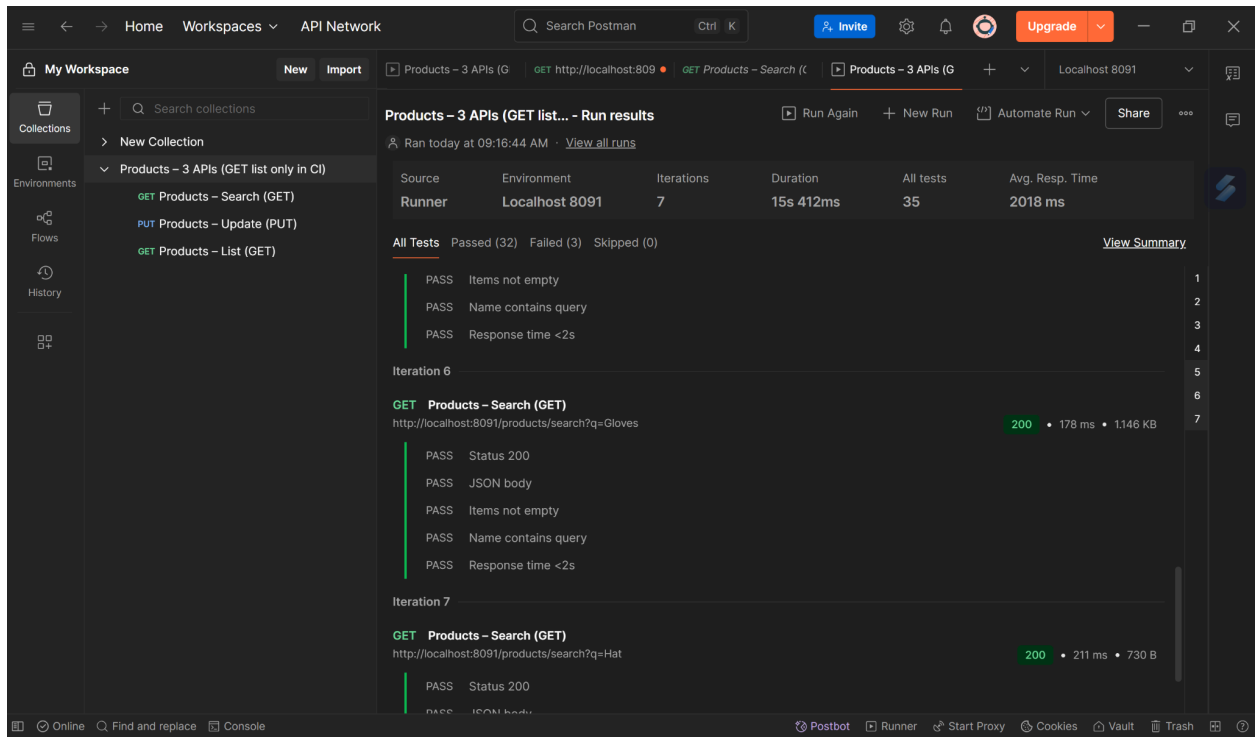 Home Workspaces API Network Search Postman Ctrl K Invite Upgrade
My Workspace New Import
Products – 3 APIs (G GET http://localhost:809 GET Products – Search (( Products – 3 APIs (G Localhost 8091
Collections
Environments
Flows
History
Search collections
New Collection
Products – 3 APIs (GET list only in CI)
GET Products – Search (GET)
PUT Products – Update (PUT)
GET Products – List (GET)
Products – 3 APIs (GET list... - Run results Run Again New Run Automate Run Share
Ran today at 09:16:44 AM · View all runs
Source Environment Iterations Duration All tests Avg. Resp. Time
Runner Localhost 8091 7 15s 412ms 35 2018 ms
All Tests Passed (32) Failed (3) Skipped (0) View Summary
PASS Items not empty
PASS Name contains query
PASS Response time <2s
Iteration 6
GET Products – Search (GET)
http://localhost:8091/products/search?q=Gloves
200 • 178 ms • 1.146 KB
PASS Status 200
PASS JSON body
PASS Items not empty
PASS Name contains query
PASS Response time <2s
Iteration 7
GET Products – Search (GET)
http://localhost:8091/products/search?q=Hat
200 • 211 ms • 730 B
PASS Status 200
PASS JSON body
1
2
3
4
5
6
7
Online Find and replace Console Postbot Runner Start Proxy Cookies Vault Trash